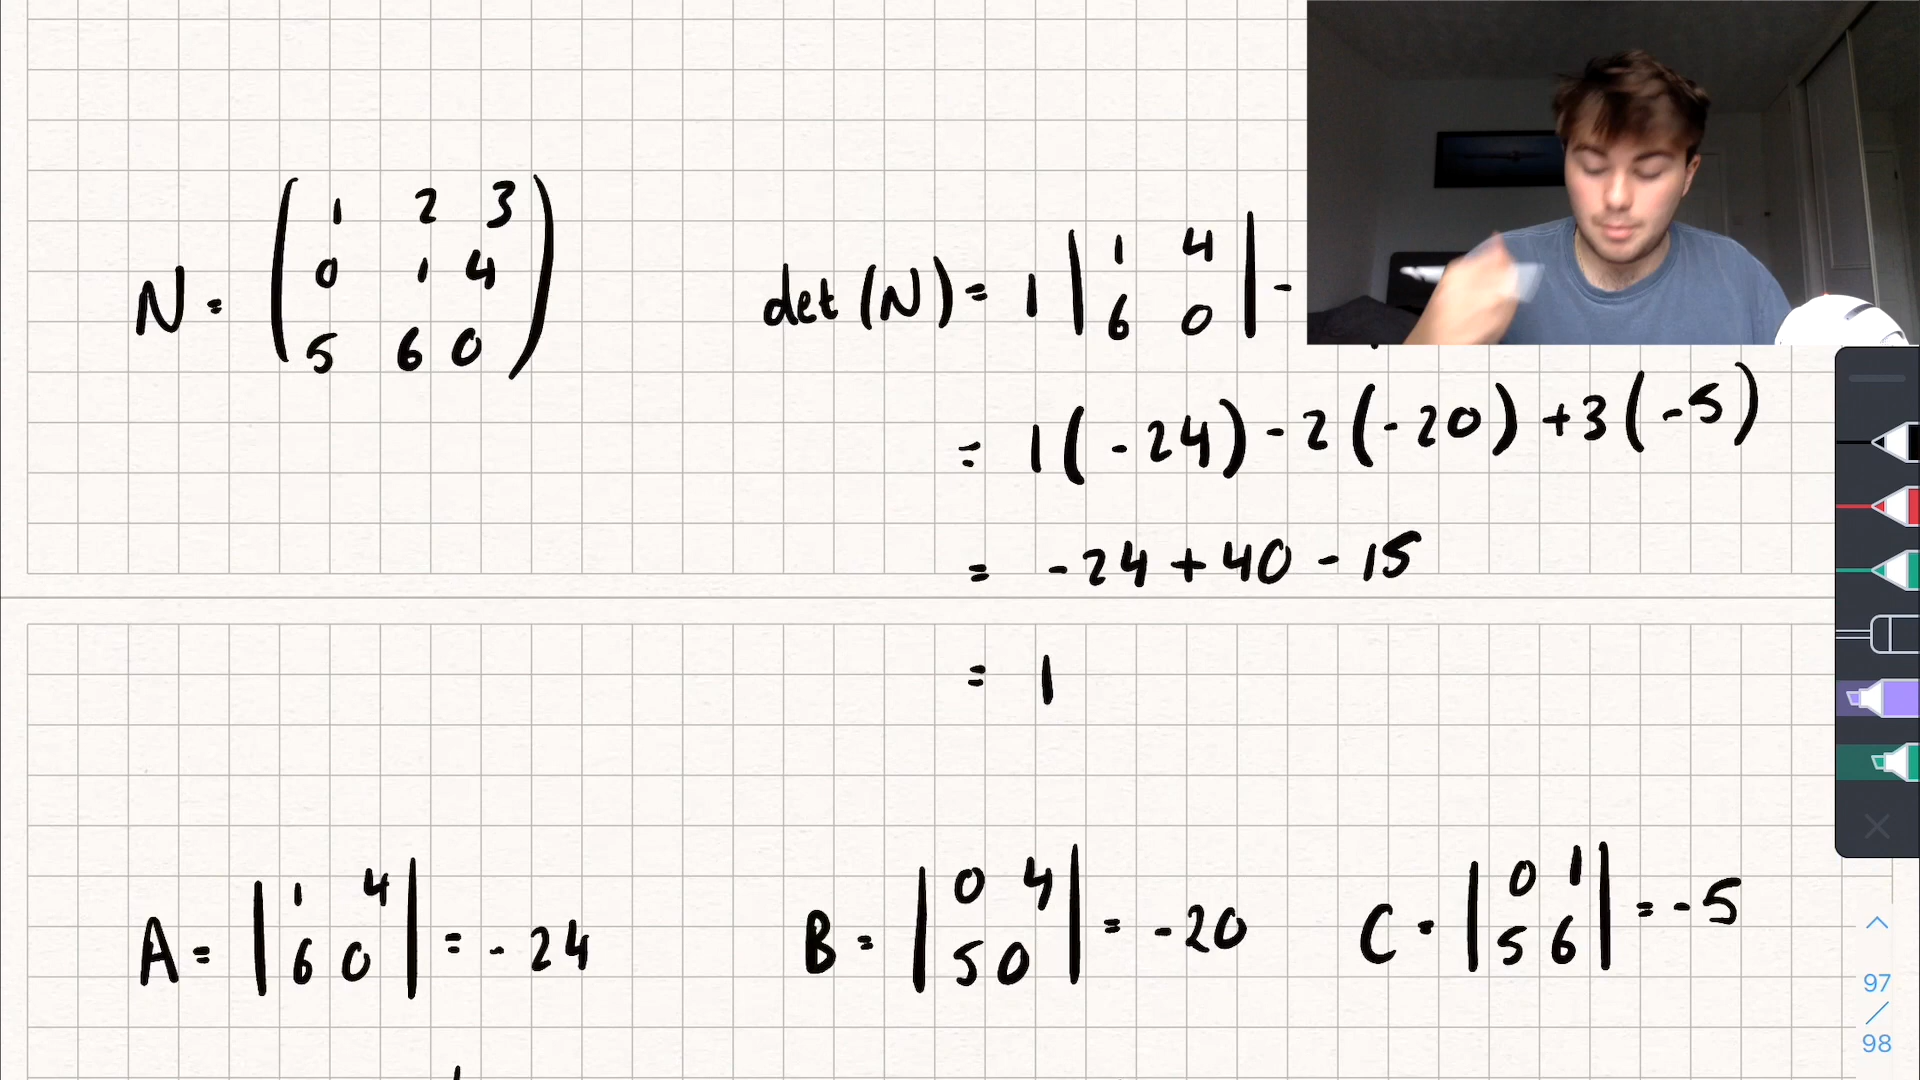 N = ( 1 2 3
0 1 4
5 6 0 )
det (N) = 1 | 1 4
6 0 | -
= 1 ( -24 ) - 2 ( -20 ) + 3 ( -5 )
= -24 + 40 - 15
= 1
A = | 1 4
6 0 | = -24
B = | 0 4
5 0 | = -20
C = | 0 1
5 6 | = -5
97
/
98